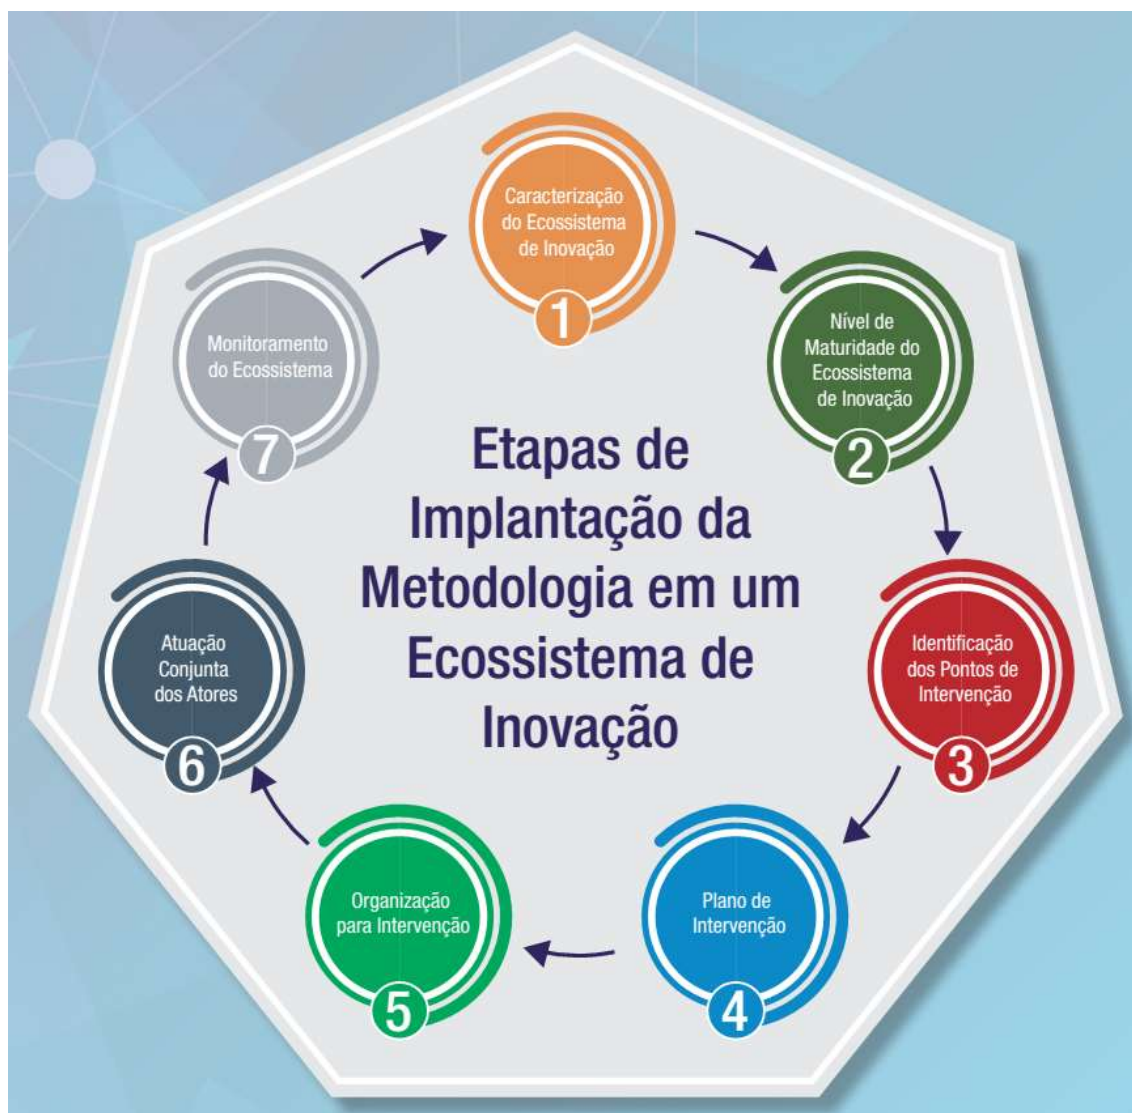 Caracterização
do Ecossistema
de Inovação
1
Nível de
Maturidade do
Ecossistema
de Inovação
2
Identificação
dos Pontos de
Intervenção
3
Plano de
Intervenção
4
Organização
para Intervenção
5
Atuação
Conjunta
dos Atores
6
Monitoramento
do Ecossistema
7
Etapas de
Implantação da
Metodologia em um
Ecossistema de
Inovação